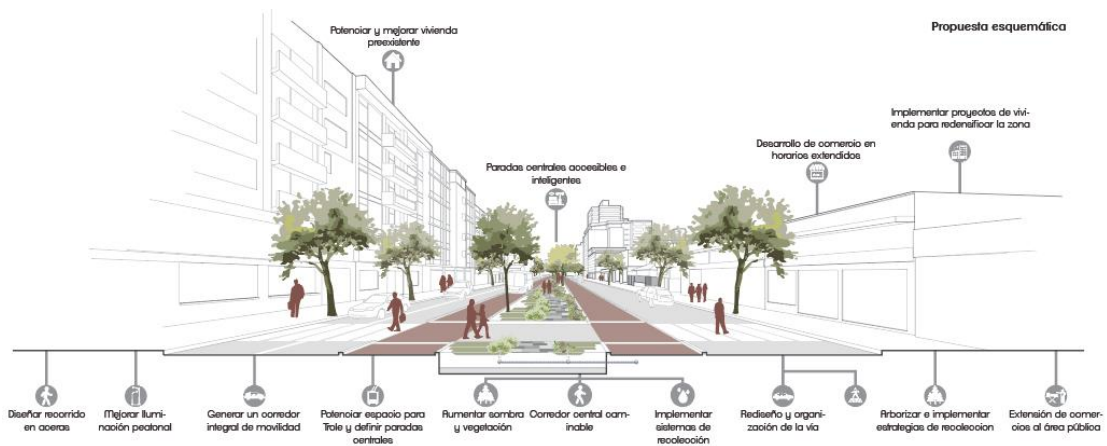 Propuesta esquemática
Potenciar y mejorar vivienda
preexistente
Implementar proyectos de vivi-
enda para redensificar la zona
Desarrollo de comercio en
horarios extendidos
Paradas centrales accesibles e
inteligentes
Diseñar recorrido
en aceras
Mejorar Ilumi-
nación peatonal
Generar un corredor
integral de movilidad
Potenciar espacio para
Trole y definir paradas
centrales
Aumentar sombra
y vegetación
Corredor central cam-
inable
Implementar
sistemas de
recolección
Rediseño y organi-
zación de la vía
Arborizar e implementar
estrategias de recoleccion
Extensión de comer-
cios al área pública